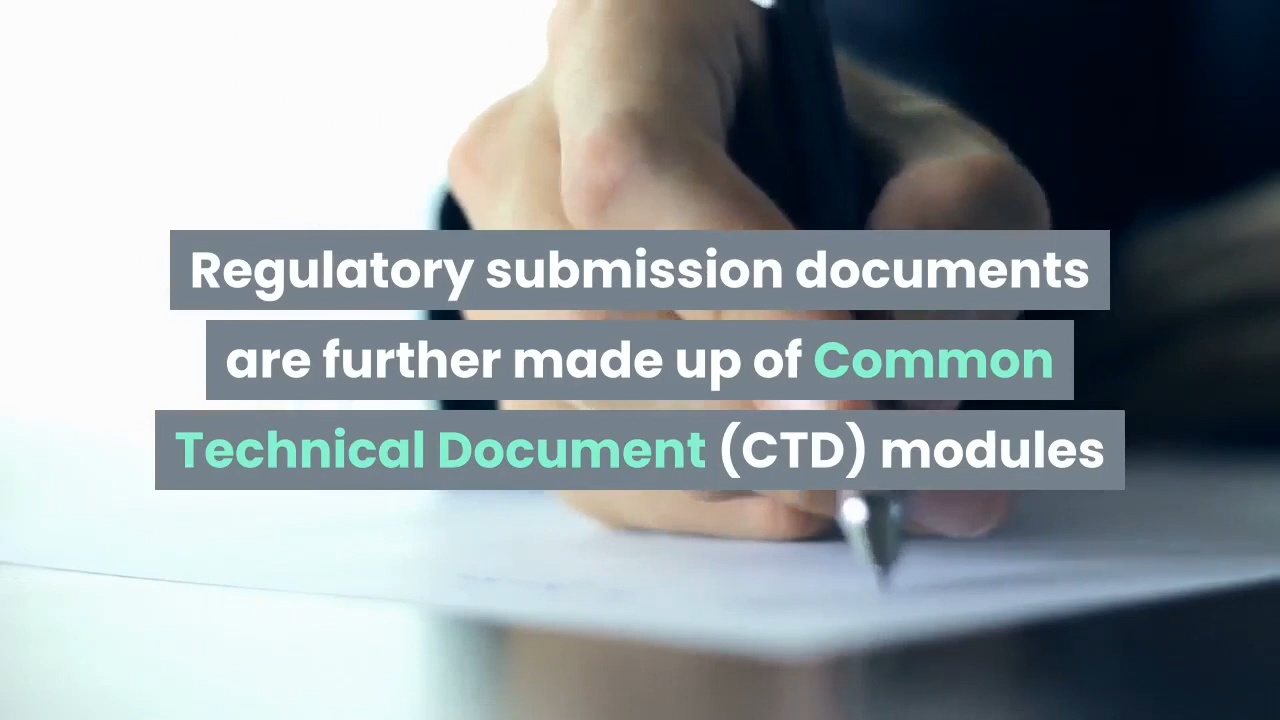 Regulatory submission documents
are further made up of Common
Technical Document (CTD) modules